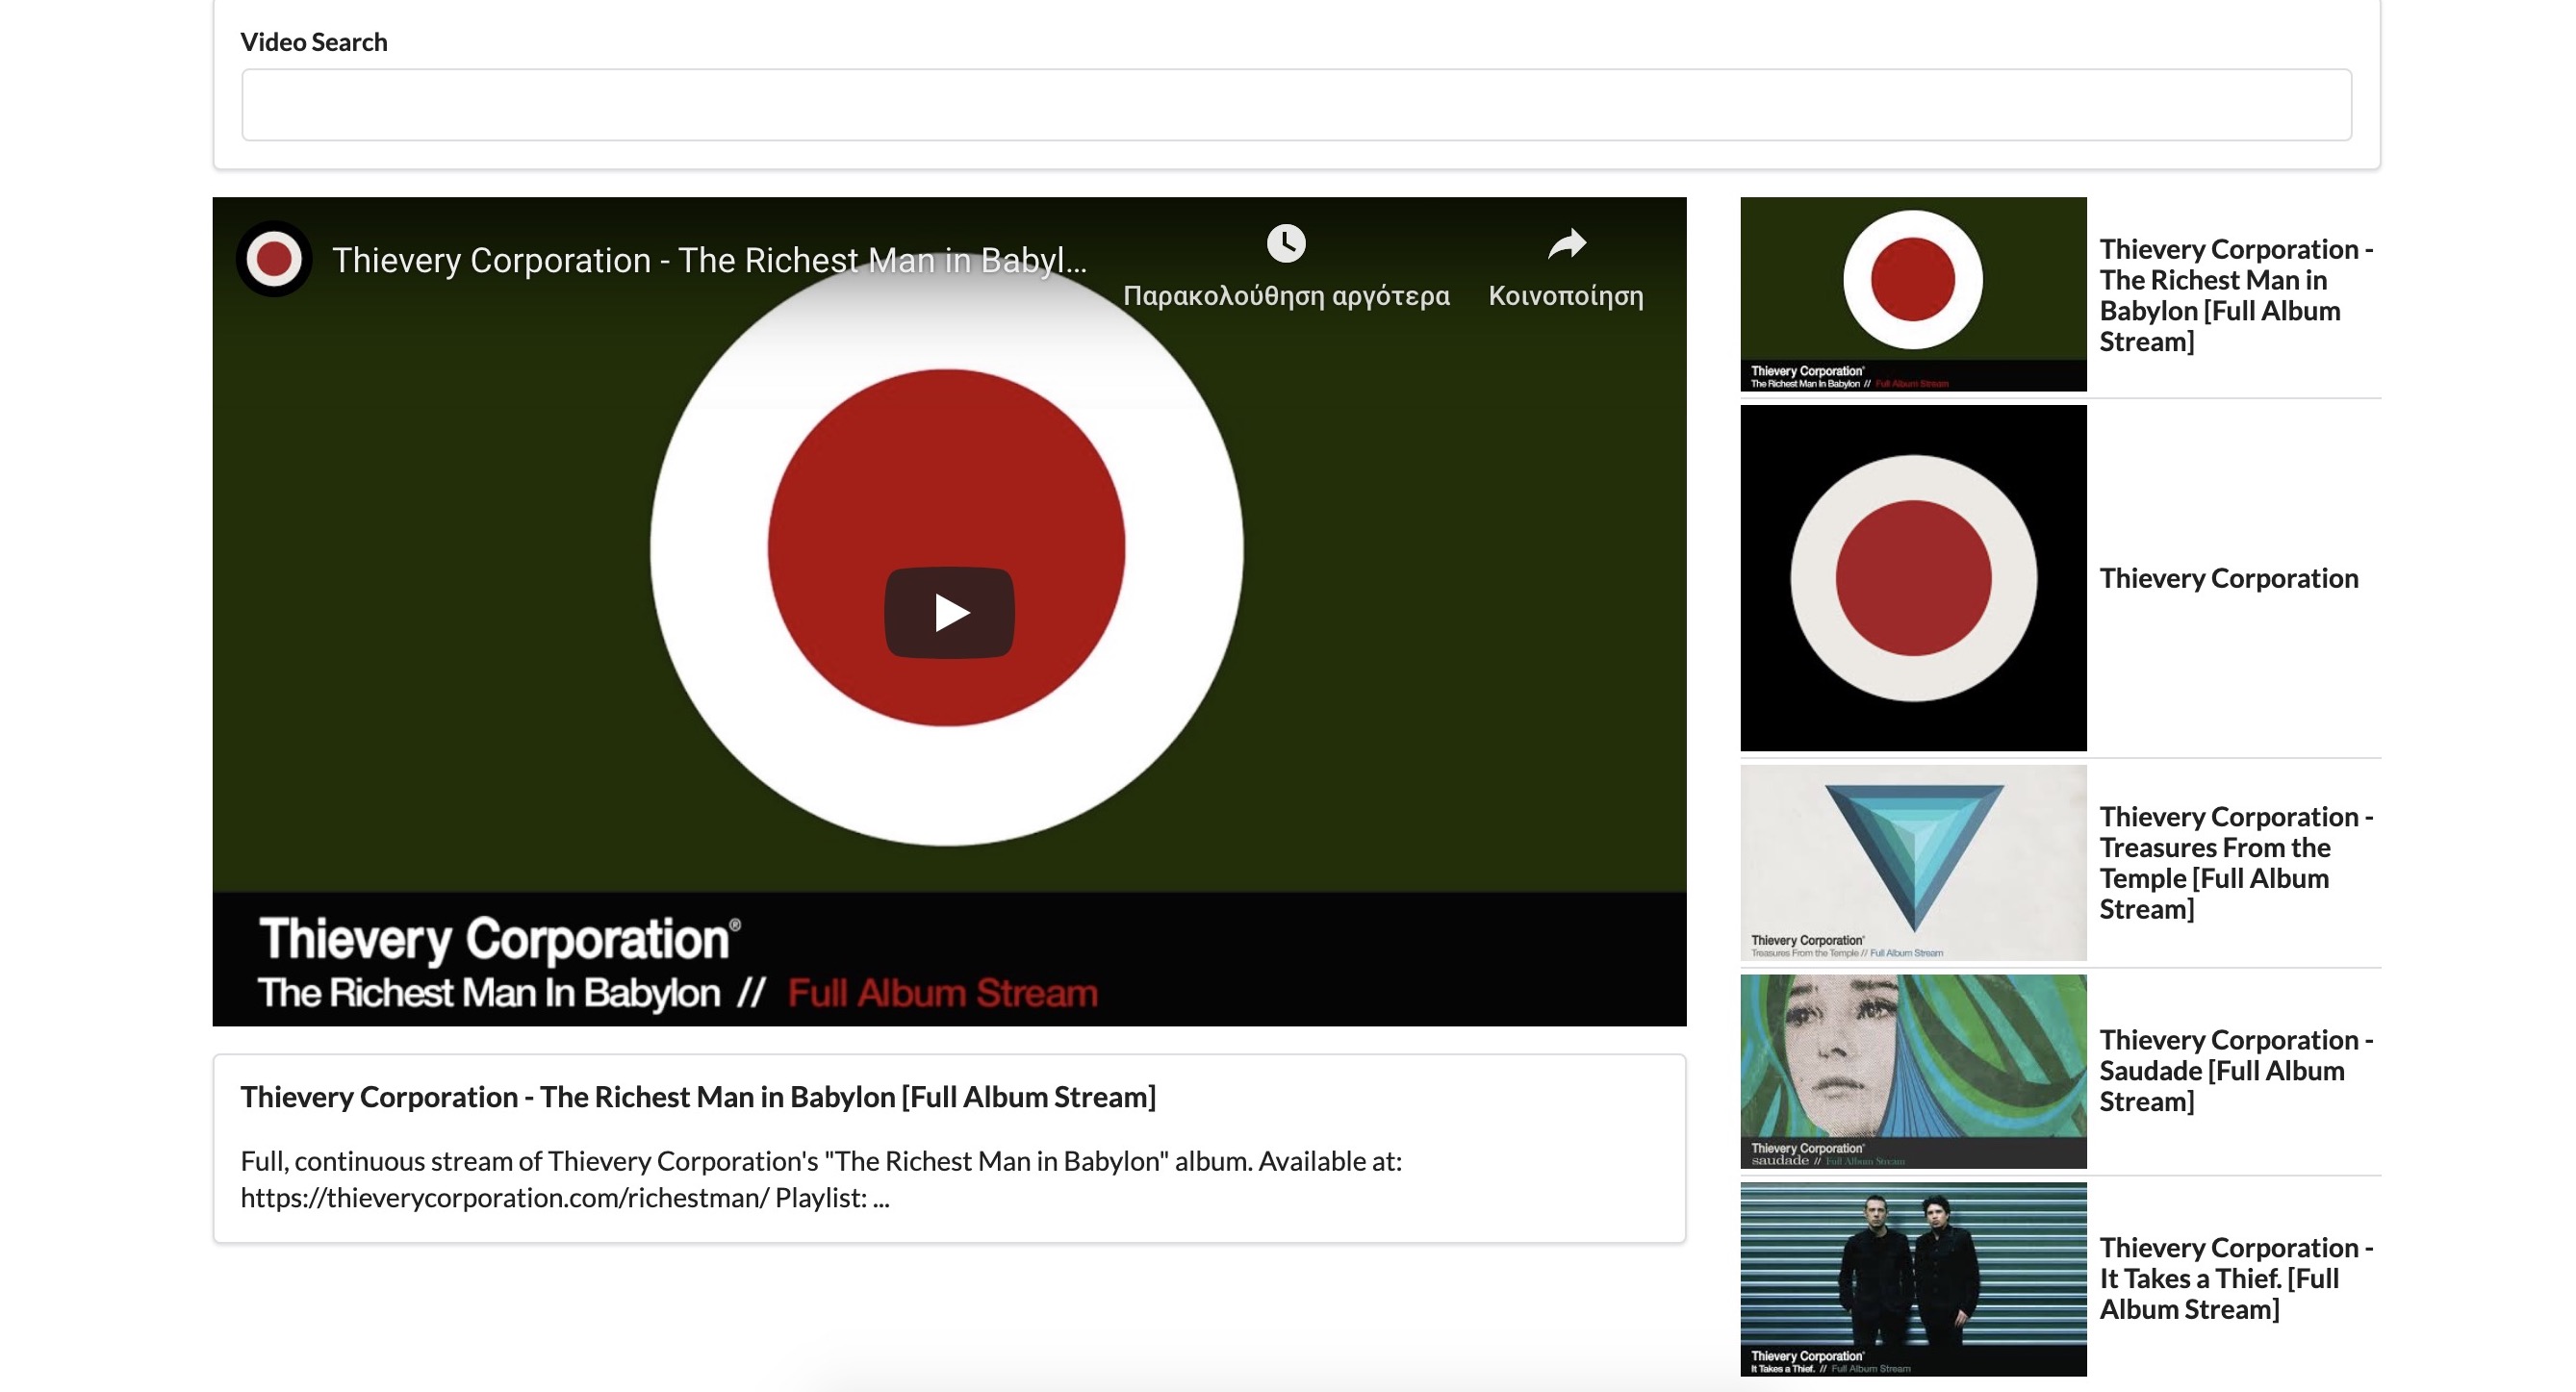 Video Search
Thievery Corporation - The Richest Man in Babyl...
Παρακολούθηση αργότερα
Κοινοποίηση
Thievery Corporation®
The Richest Man In Babylon // Full Album Stream
Thievery Corporation - The Richest Man in Babylon [Full Album Stream]
Full, continuous stream of Thievery Corporation's "The Richest Man in Babylon" album. Available at:
https://thieverycorporation.com/richestman/ Playlist: ...
Thievery Corporation®
The Richest Man In Babylon // Full Album Stream
Thievery Corporation -
The Richest Man in
Babylon [Full Album
Stream]
Thievery Corporation
Thievery Corporation®
Treasures From the Temple // Full Album Stream
Thievery Corporation -
Treasures From the
Temple [Full Album
Stream]
Thievery Corporation®
saudade // Full Album Stream
Thievery Corporation -
Saudade [Full Album
Stream]
Thievery Corporation®
It Takes a Thief. // Full Album Stream
Thievery Corporation -
It Takes a Thief. [Full
Album Stream]